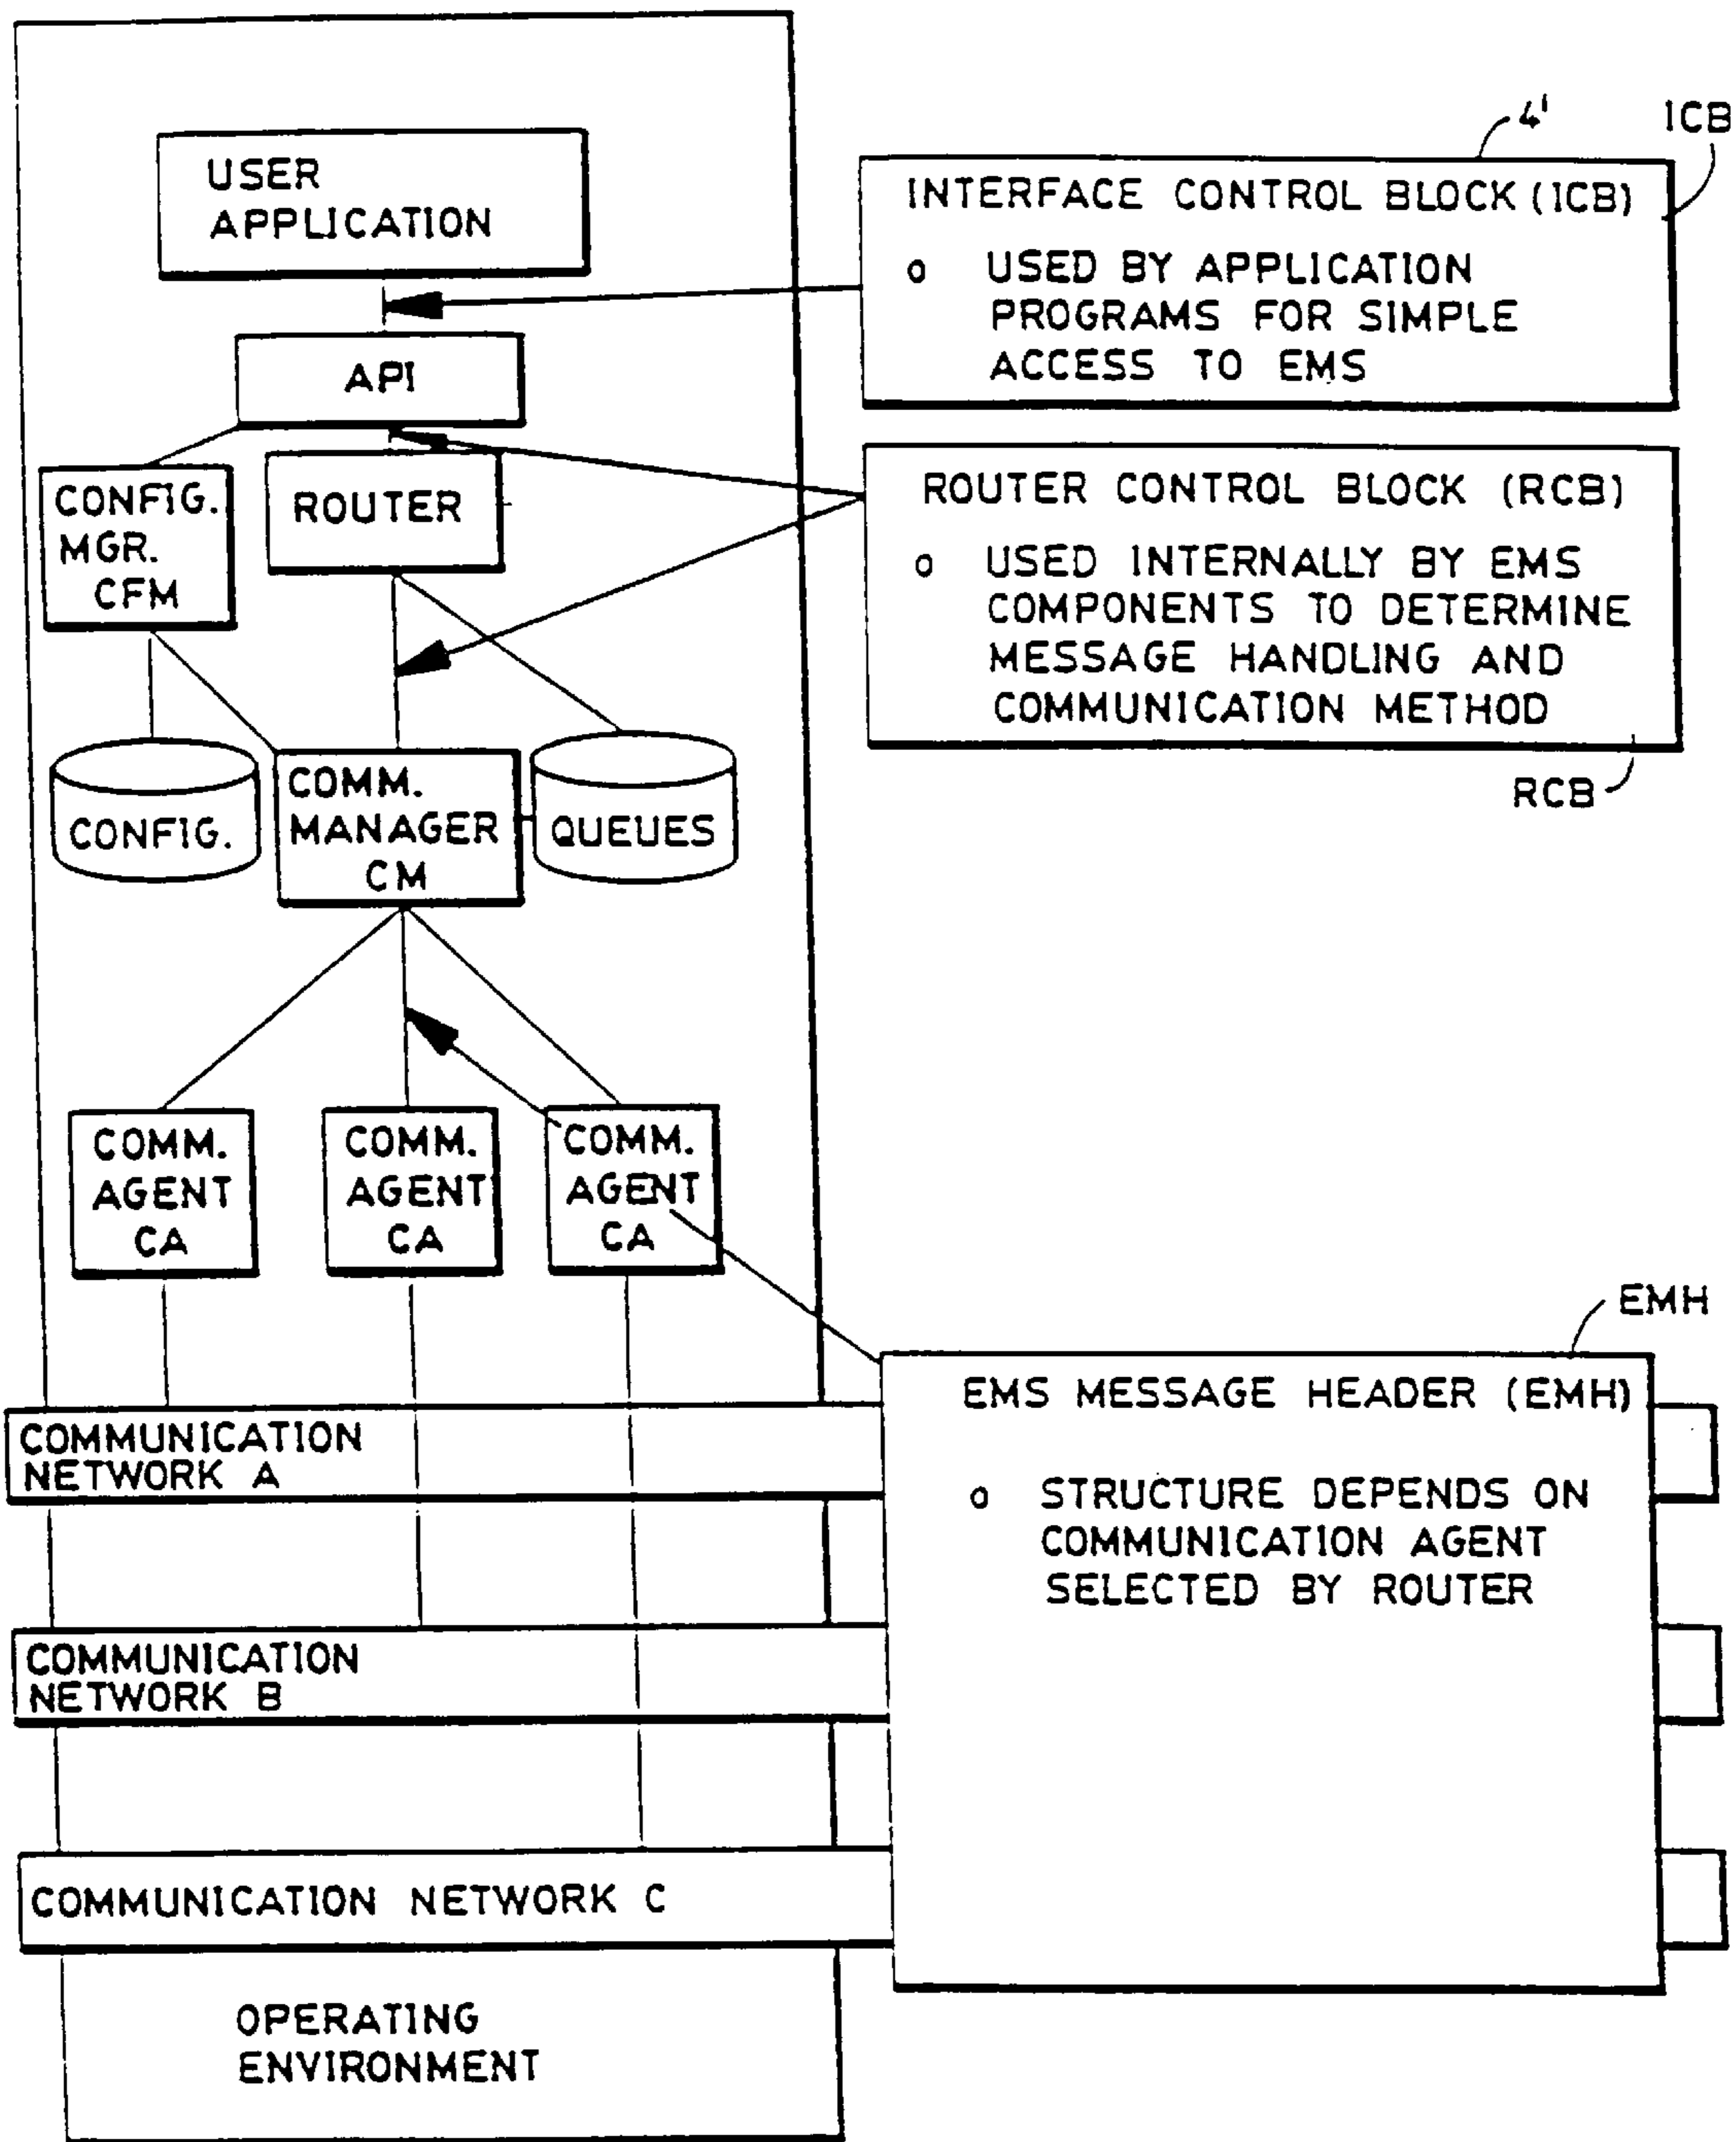 USER
APPLICATION
API
CONFIG.
MGR.
CFM
ROUTER
CONFIG.
COMM.
MANAGER
CM
QUEUES
COMM.
AGENT
CA
COMM.
AGENT
CA
COMM.
AGENT
CA
COMMUNICATION
NETWORK A
COMMUNICATION
NETWORK B
COMMUNICATION NETWORK C
OPERATING
ENVIRONMENT
4'
ICB
INTERFACE CONTROL BLOCK (ICB)
o USED BY APPLICATION
PROGRAMS FOR SIMPLE
ACCESS TO EMS
ROUTER CONTROL BLOCK (RCB)
o USED INTERNALLY BY EMS
COMPONENTS TO DETERMINE
MESSAGE HANDLING AND
COMMUNICATION METHOD
RCB
EMH
EMS MESSAGE HEADER (EMH)
o STRUCTURE DEPENDS ON
COMMUNICATION AGENT
SELECTED BY ROUTER